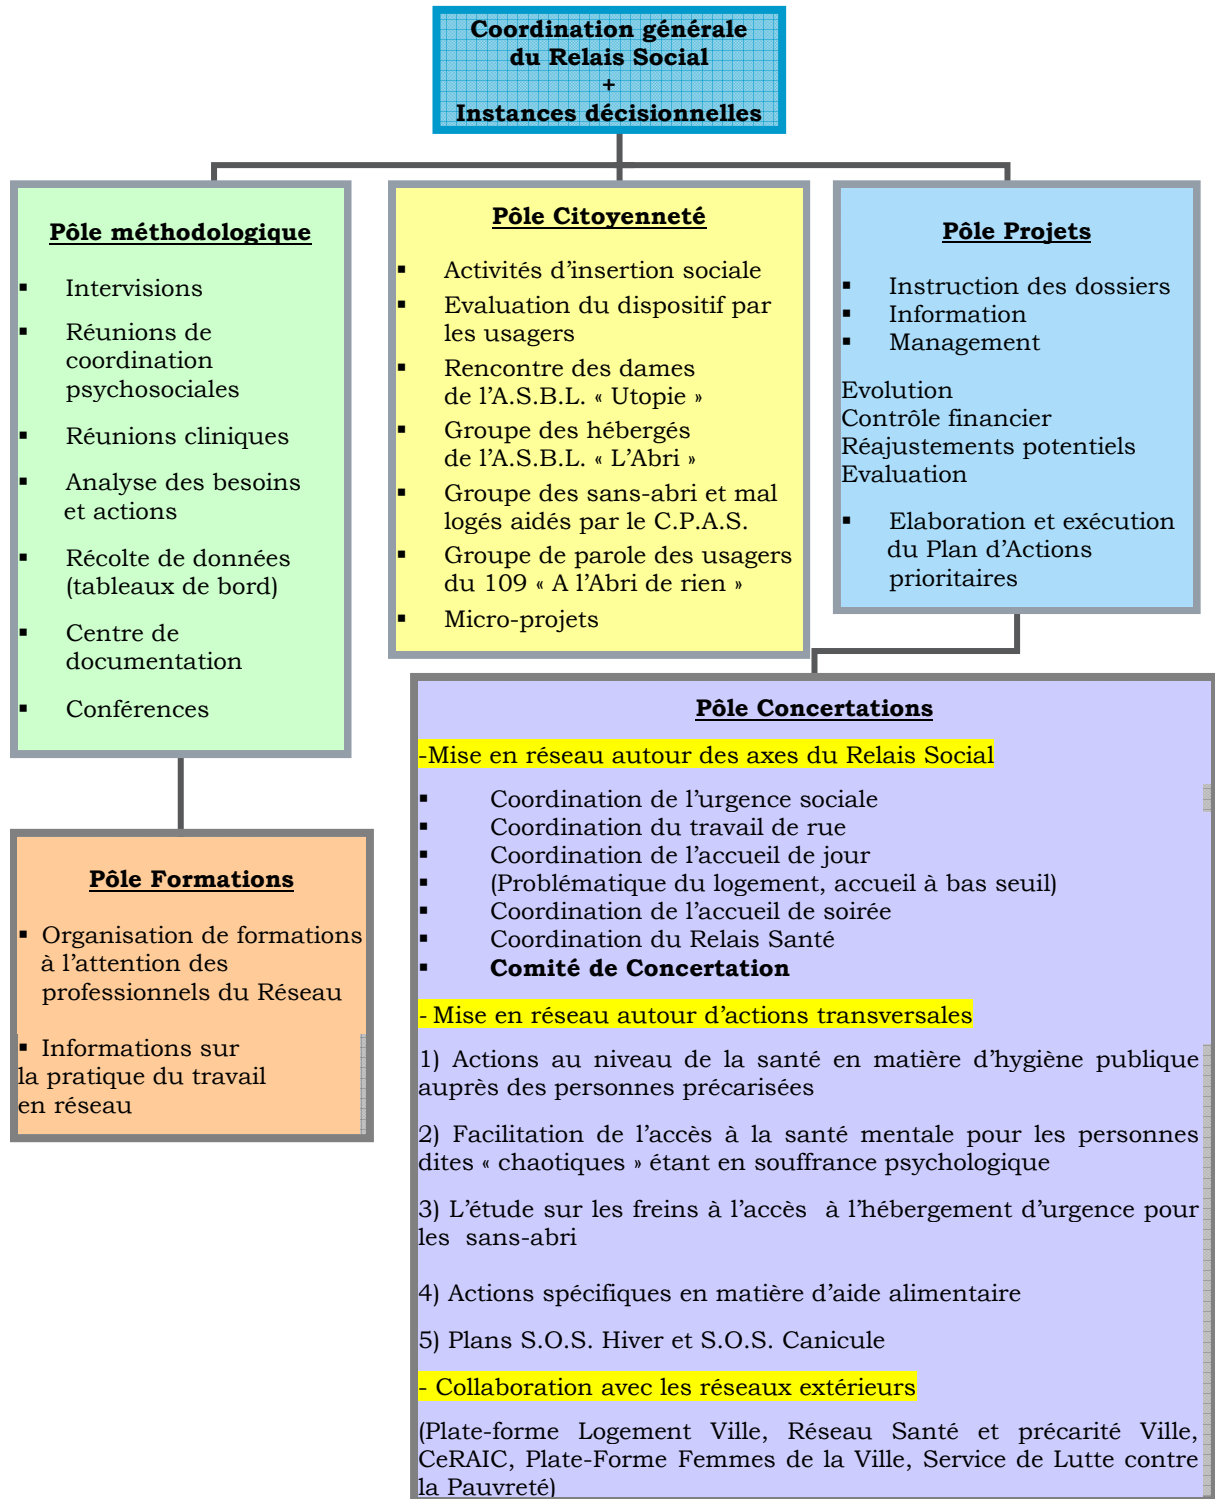 Coordination générale
du Relais Social
+
Instances décisionnelles
Pôle méthodologique
▪ Intervisions
▪ Réunions de
coordination
psychosociales
▪ Réunions cliniques
▪ Analyse des besoins
et actions
▪ Récolte de données
(tableaux de bord)
▪ Centre de
documentation
▪ Conférences
Pôle Citoyenneté
▪ Activités d’insertion sociale
▪ Evaluation du dispositif par
les usagers
▪ Rencontre des dames
de l’A.S.B.L. « Utopie »
▪ Groupe des hébergés
de l’A.S.B.L. « L’Abri »
▪ Groupe des sans-abri et mal
logés aidés par le C.P.A.S.
▪ Groupe de parole des usagers
du 109 « A l’Abri de rien »
▪ Micro-projets
Pôle Projets
▪ Instruction des dossiers
▪ Information
▪ Management
Evolution
Contrôle financier
Réajustements potentiels
Evaluation
▪ Elaboration et exécution
du Plan d’Actions
prioritaires
Pôle Formations
▪ Organisation de formations
à l’attention des
professionnels du Réseau
▪ Informations sur
la pratique du travail
en réseau
Pôle Concertations
-Mise en réseau autour des axes du Relais Social
▪ Coordination de l’urgence sociale
▪ Coordination du travail de rue
▪ Coordination de l’accueil de jour
▪ (Problématique du logement, accueil à bas seuil)
▪ Coordination de l’accueil de soirée
▪ Coordination du Relais Santé
▪ Comité de Concertation
- Mise en réseau autour d’actions transversales
1) Actions au niveau de la santé en matière d’hygiène publique
auprès des personnes précarisées
2) Facilitation de l’accès à la santé mentale pour les personnes
dites « chaotiques » étant en souffrance psychologique
3) L’étude sur les freins à l’accès à l’hébergement d’urgence pour
les sans-abri
4) Actions spécifiques en matière d’aide alimentaire
5) Plans S.O.S. Hiver et S.O.S. Canicule
- Collaboration avec les réseaux extérieurs
(Plate-forme Logement Ville, Réseau Santé et précarité Ville,
CeRAIC, Plate-Forme Femmes de la Ville, Service de Lutte contre
la Pauvreté)